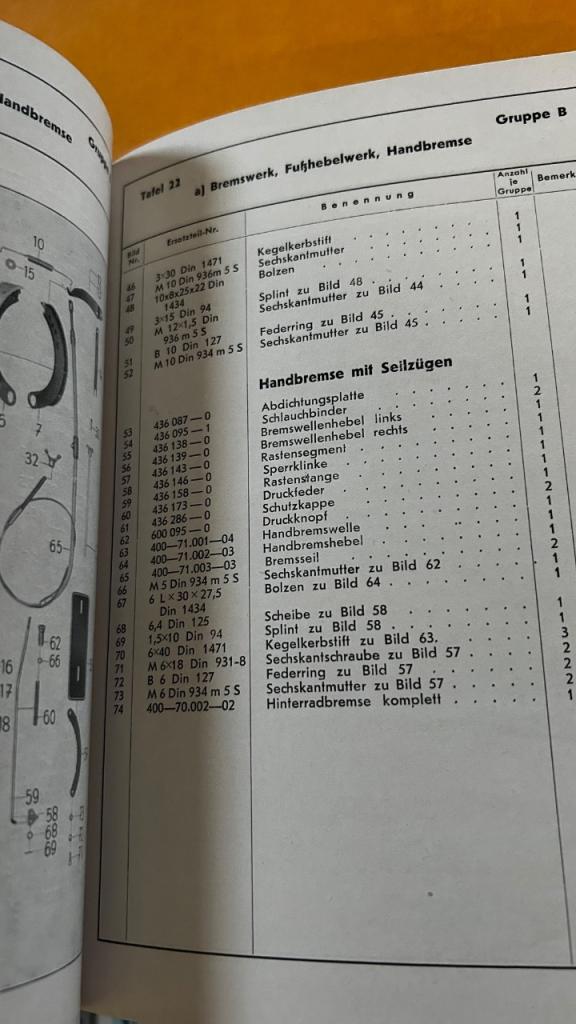 Handbremse
10
15
7
32
65
62
66
16
17
18
60
59
58
68
69
Gruppe B
Tafel 22 a) Bremswerk, Fußhebelwerk, Handbremse
Bild Nr. Ersatzteil-Nr. Benennung Anzahl je Gruppe Bemerk
46 3×30 Din 1471 Kegelkerbstift 1
47 M 10 Din 936m 5 S Sechskantmutter 1
48 10x8x25x22 Din Bolzen 1
1434
49 3×15 Din 94 Splint zu Bild 48 1
50 M 12×1,5 Din Sechskantmutter zu Bild 44 1
936 m 5 S
51 B 10 Din 127 Federring zu Bild 45 1
52 M 10 Din 934 m 5 S Sechskantmutter zu Bild 45 1
Handbremse mit Seilzügen
53 436 087—0 Abdichtungsplatte 1
54 436 095—1 Schlauchbinder 2
55 436 138—0 Bremswellenhebel links 1
56 436 139—0 Bremswellenhebel rechts 1
57 436 143—0 Rastensegment 1
58 436 146—0 Sperrklinke 1
59 436 158—0 Rastenstange 1
60 436 173—0 Druckfeder 1
61 436 286—0 Schutzkappe 2
62 600 095—0 Druckknopf 1
63 400—71.001—04 Handbremswelle 1
64 400—71.002—03 Handbremshebel 1
65 400—71.003—03 Bremsseil 2
66 M 5 Din 934 m 5 S Sechskantmutter zu Bild 62 1
67 6 L×30×27,5 Bolzen zu Bild 64 1
Din 1434
68 6,4 Din 125 Scheibe zu Bild 58 1
69 1,5×10 Din 94 Splint zu Bild 58 1
70 6×40 Din 1471 Kegelkerbstift zu Bild 63. 3
71 M 6×18 Din 931-8 Sechskantschraube zu Bild 57 2
72 B 6 Din 127 Federring zu Bild 57 2
73 M 6 Din 934 m 5 S Sechskantmutter zu Bild 57 2
74 400—70.002—02 Hinterradbremse komplett 1